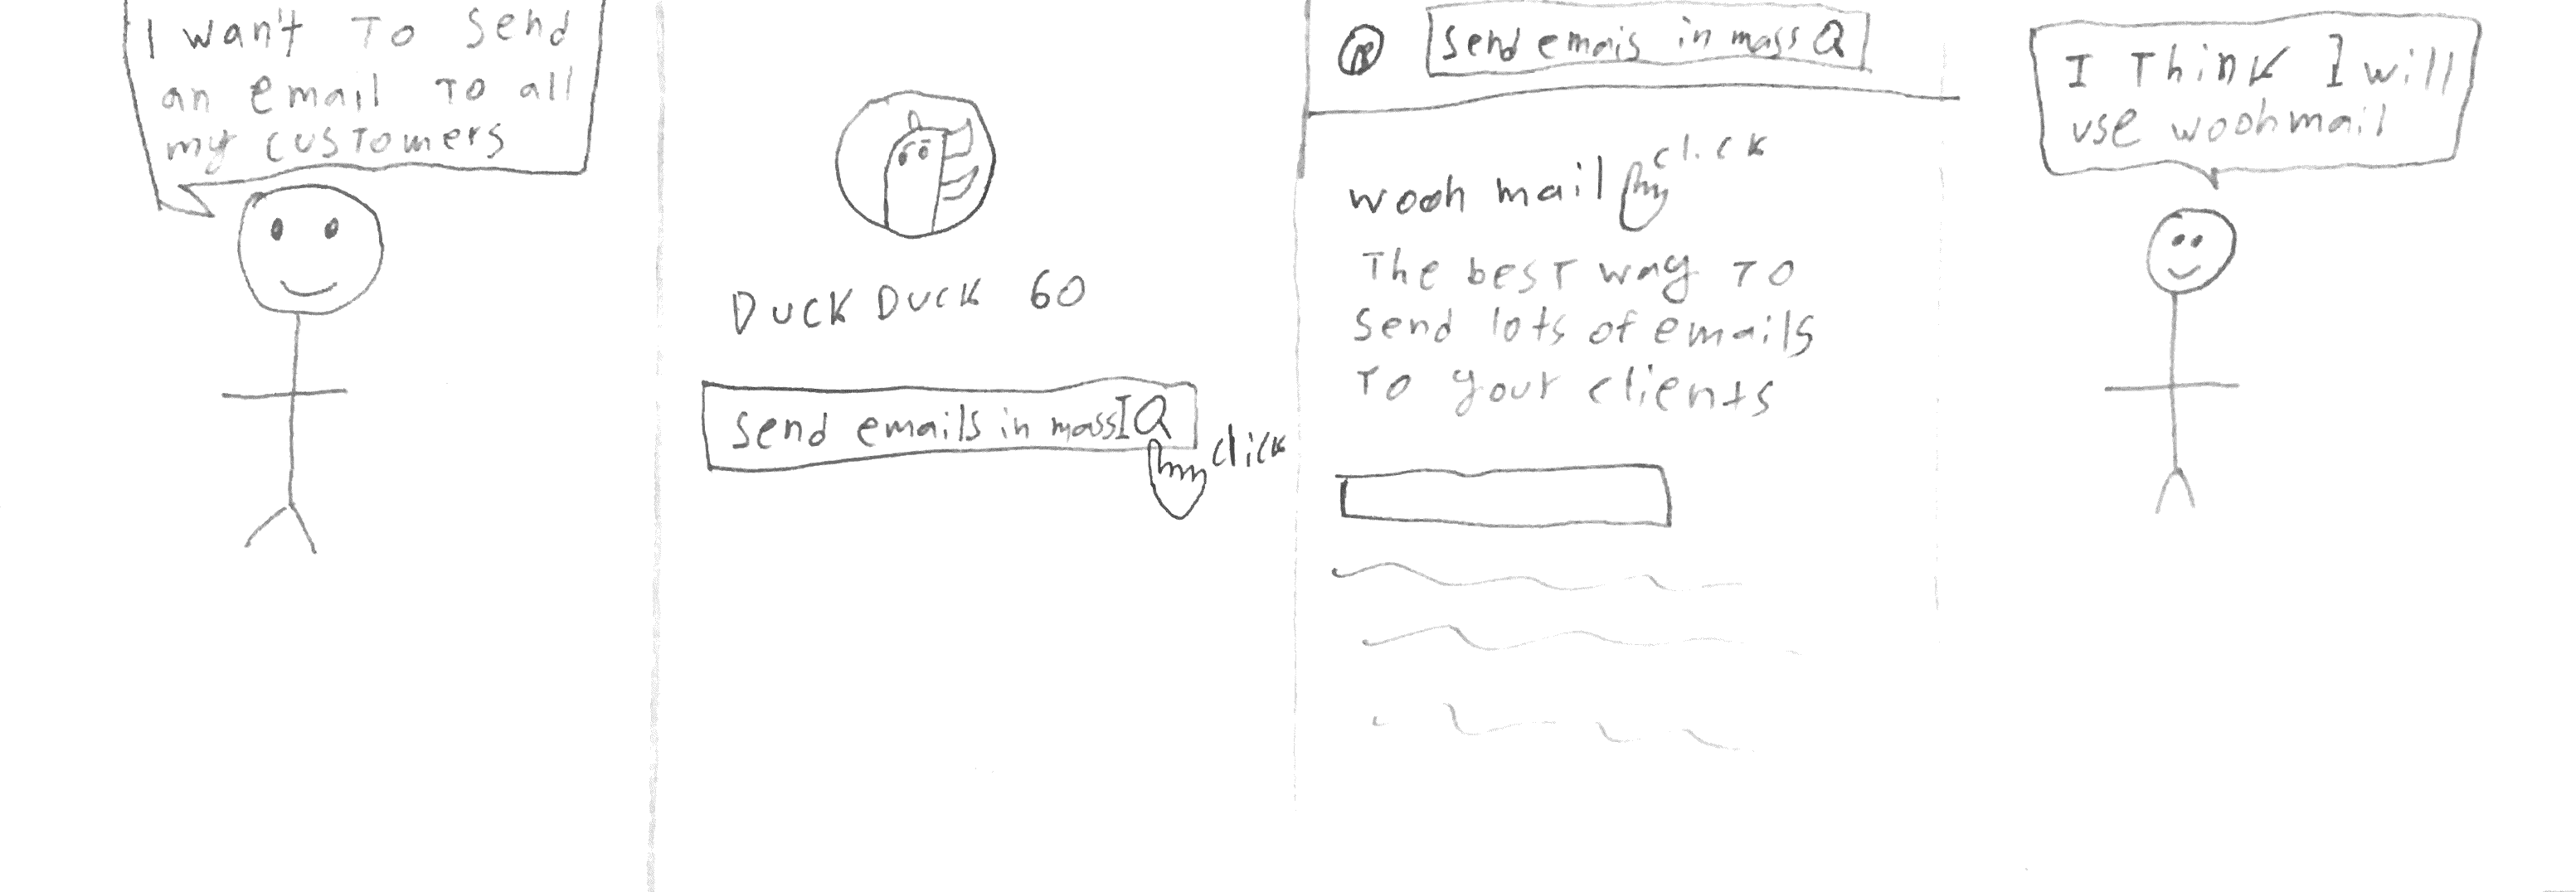 I want to send
an email to all
my customers
DUCK DUCK GO
send emails in mass
click
send emais in mass
wooh mail
click
The best way to
send lots of emails
to your clients
I Think I will
use woohmail